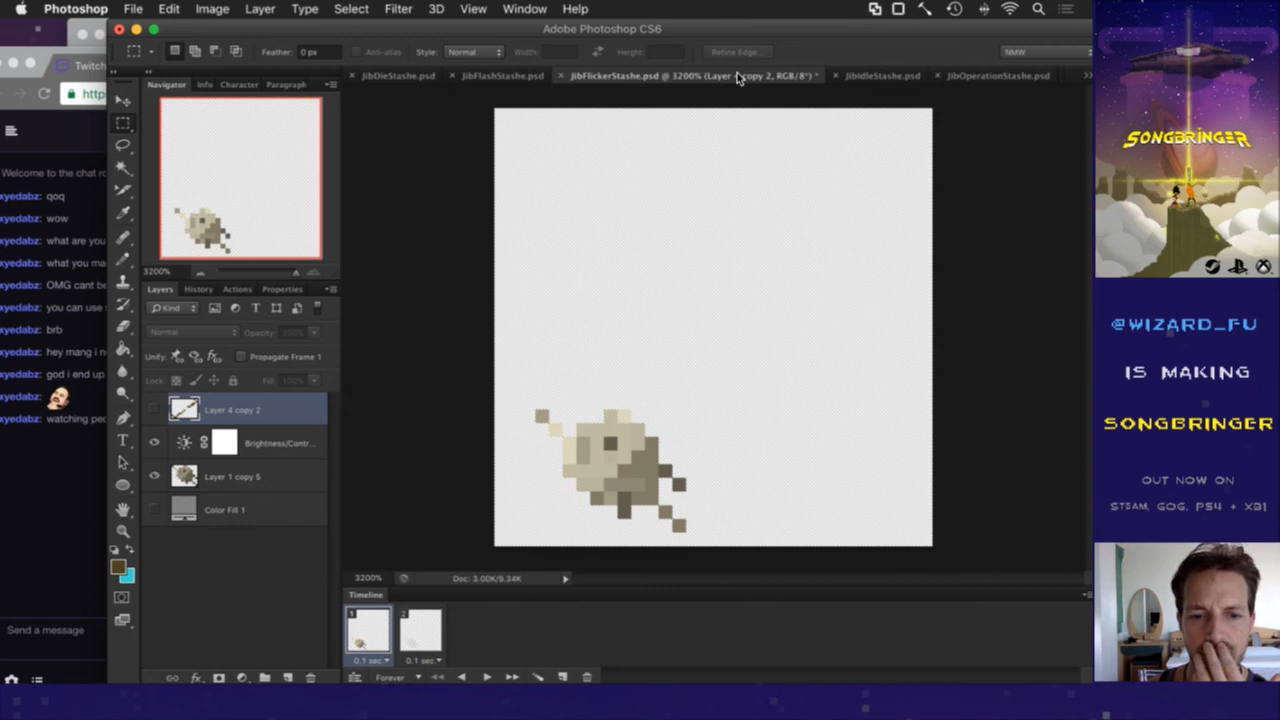 Photoshop File Edit Image Layer Type Select Filter 3D View Window Help
Adobe Photoshop CS6
Feather: 0 px Anti-alias Style: Normal Width: Height: Refine Edge... NMW
Twitch
JibDieStashe.psd JibFlashStashe.psd JibFlickerStashe.psd @ 3200% (Layer 4 copy 2, RGB/8*) * JibIdleStashe.psd JibOperationStashe.psd
Navigator Info Character Paragraph
3200%
Layers History Actions Properties
Kind
Normal Opacity: 100%
Unify: Propagate Frame 1
Lock: Fill: 100%
Layer 4 copy 2
Brightness/Contr...
Layer 1 copy 5
Color Fill 1
3200% Doc: 3.00K/9.34K
Timeline
1 2
0.1 sec. 0.1 sec.
Forever
Welcome to the chat ro
xyedabz: qoq
xyedabz: wow
xyedabz: what are you
xyedabz: what you ma
xyedabz: OMG cant be
xyedabz: you can use
xyedabz: brb
xyedabz: hey mang i n
xyedabz: god i end up
xyedabz:
xyedabz: watching peo
Send a message
SONGBRINGER
@WIZARD_FU
IS MAKING
SONGBRINGER
OUT NOW ON
STEAM, GOG, PS4 + XB1